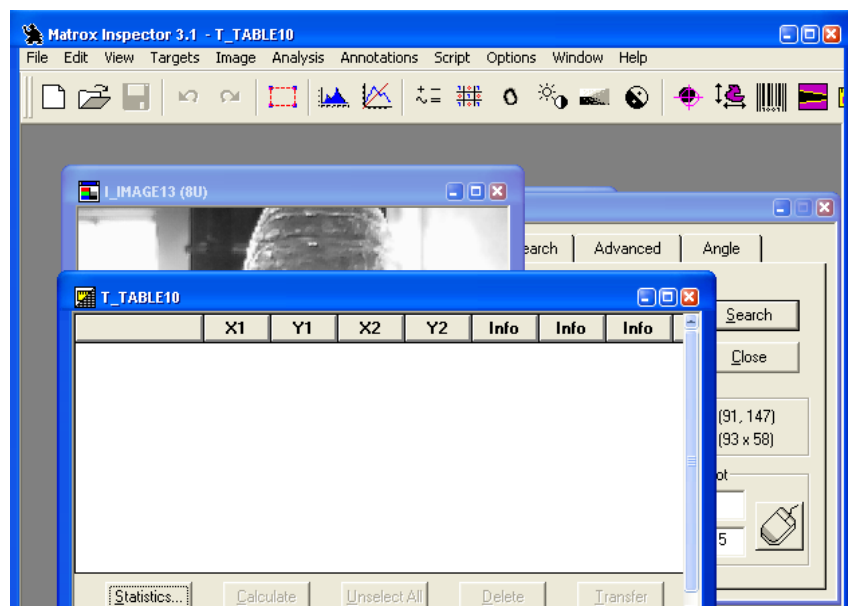 Matrox Inspector 3.1 - T_TABLE10
File Edit View Targets Image Analysis Annotations Script Options Window Help
I_IMAGE13 (8U)
Advanced Angle
T_TABLE10
X1 Y1 X2 Y2 Info Info Info
Search
Close
(91, 147)
(93 x 58)
5
Statistics... Calculate Unselect All Delete Transfer